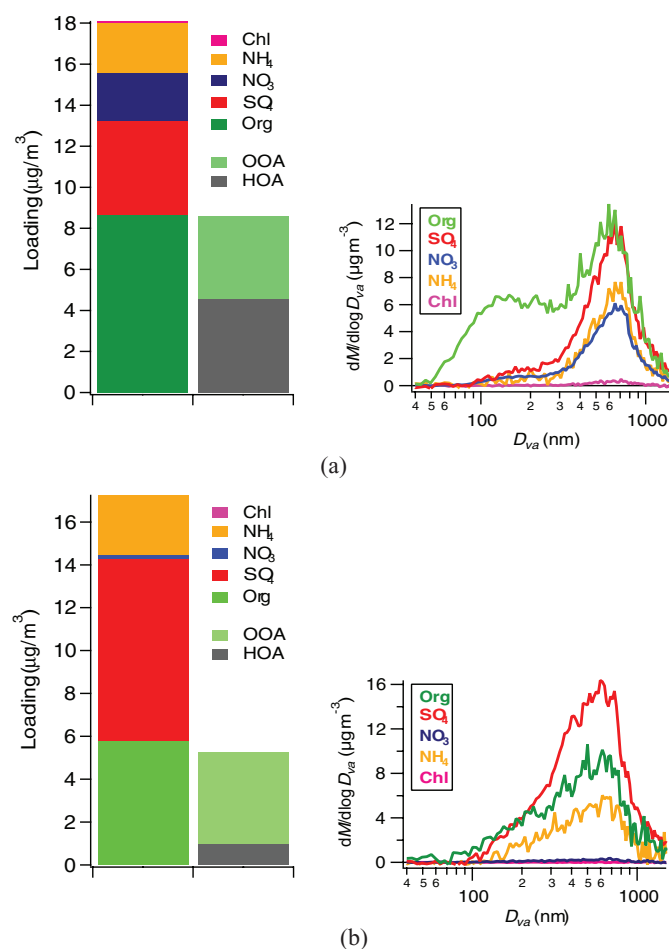 18
16
14
12
10
8
6
4
2
0
Loading (µg/m³)
Chl
NH₄
NO₃
SO₄
Org
OOA
HOA
12
10
8
6
4
2
0
dM/dlog Dva (µgm⁻³)
Org
SO₄
NO₃
NH₄
Chl
4 5 6 2 3 4 5 6
100 1000
Dva (nm)
(a)
16
14
12
10
8
6
4
2
0
Loading (µg/m³)
Chl
NH₄
NO₃
SO₄
Org
OOA
HOA
16
12
8
4
0
dM/dlog Dva (µgm⁻³)
Org
SO₄
NO₃
NH₄
Chl
4 5 6 2 3 4 5 6
100 1000
Dva (nm)
(b)